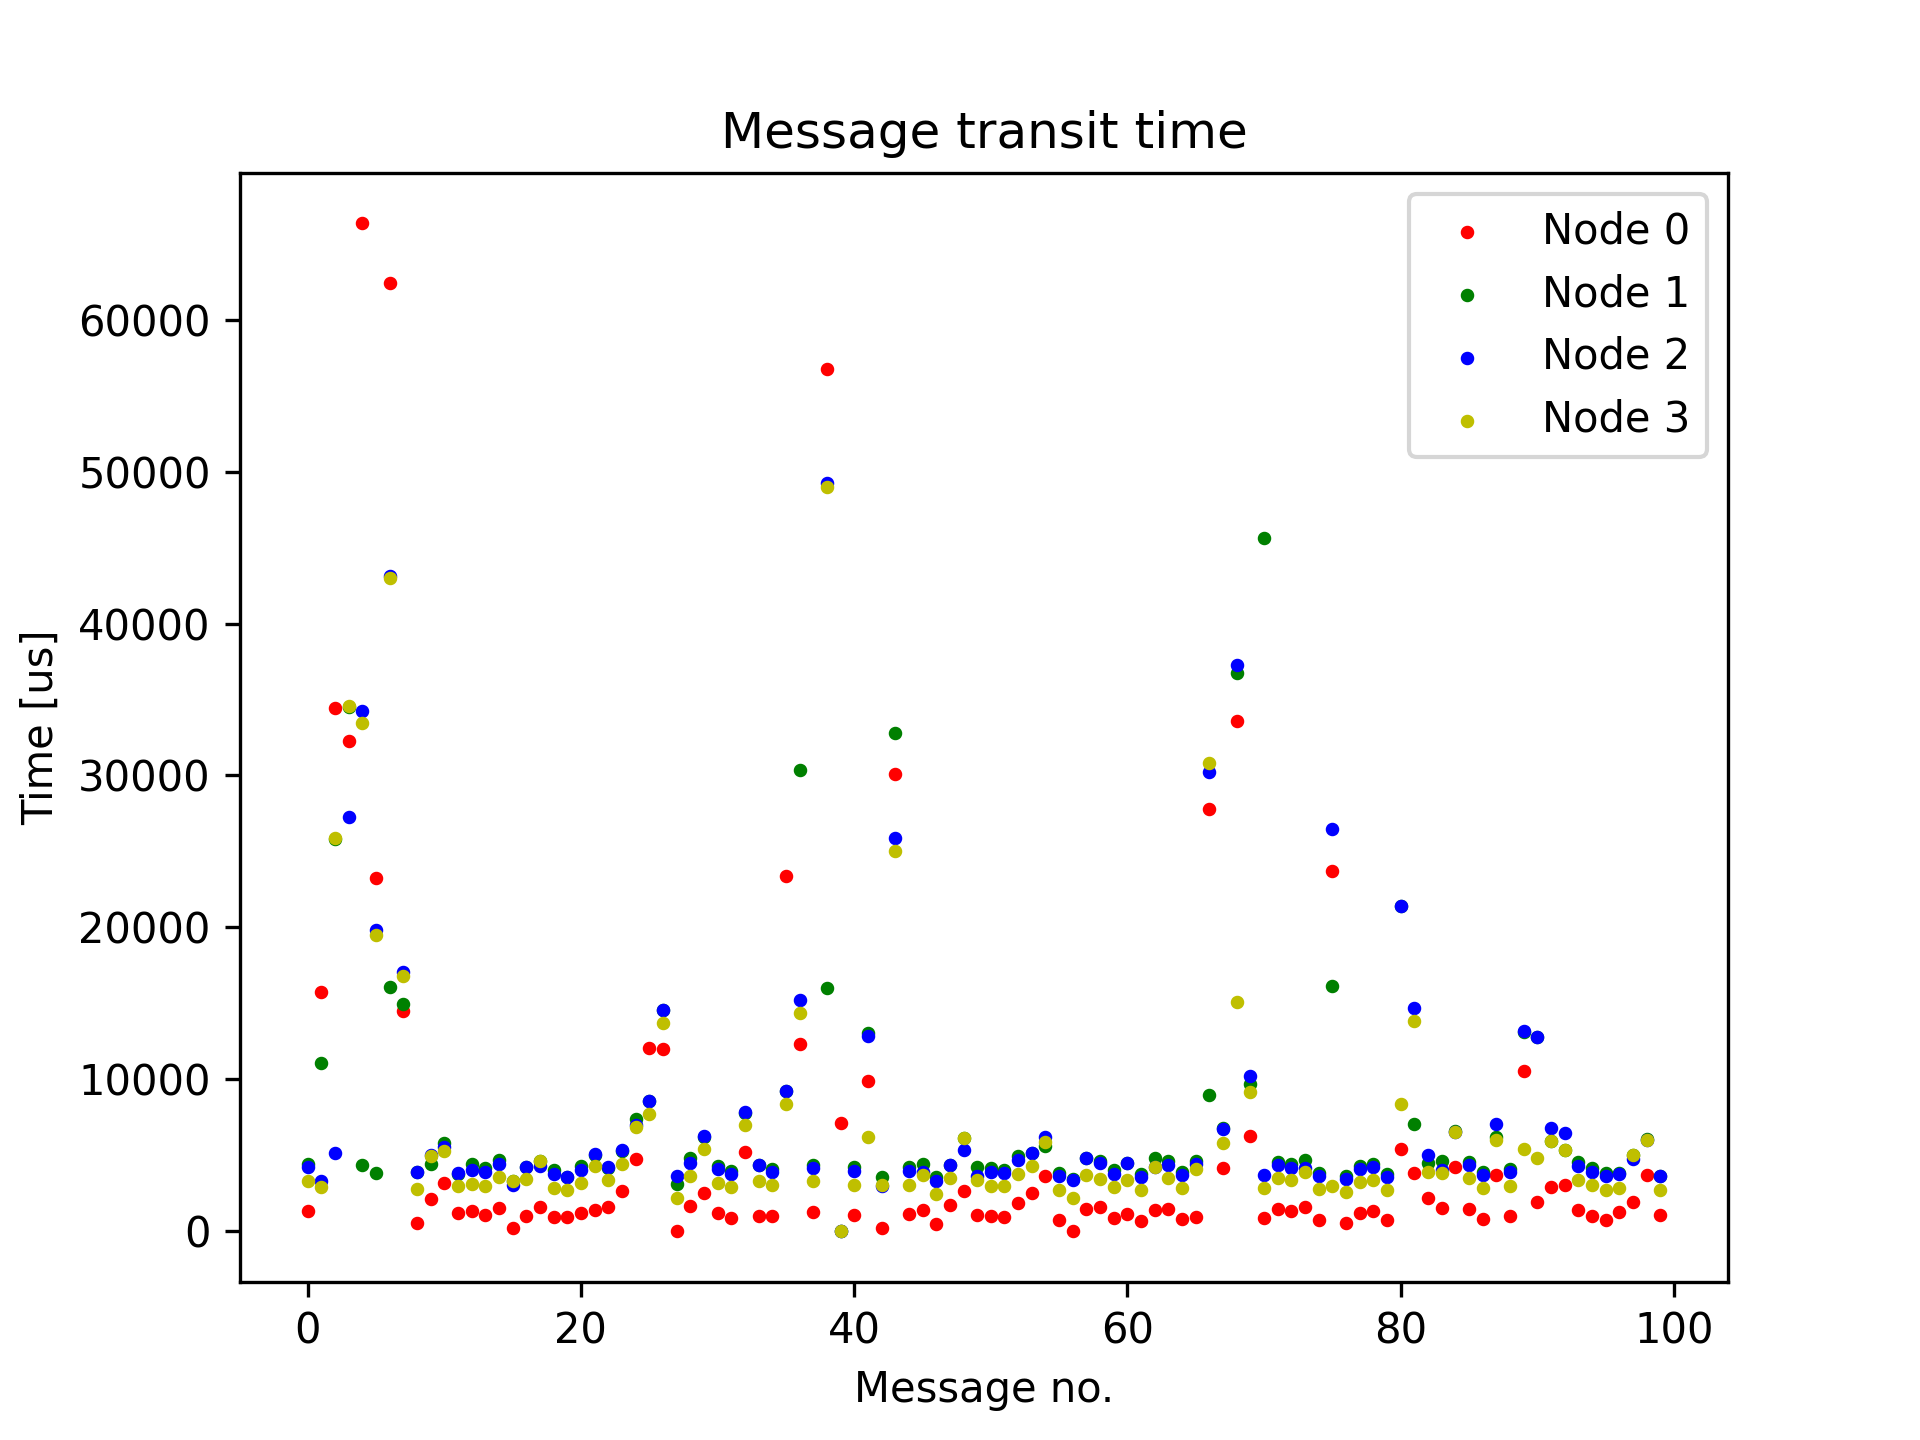 Message transit time
Node 0
Node 1
Node 2
Node 3
60000
50000
40000
30000
20000
10000
0
Time [us]
0 20 40 60 80 100
Message no.